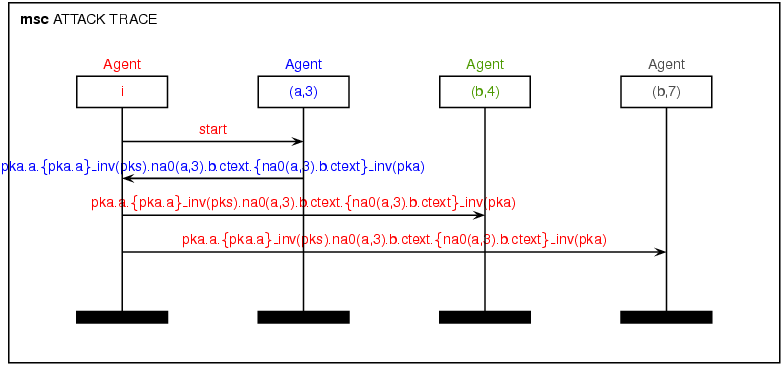 msc ATTACK TRACE
Agent Agent Agent Agent
i (a,3) (b,4) (b,7)
start
pka.a.{pka.a}_inv(pks).na0(a,3).b.ctext.{na0(a,3).b.ctext}_inv(pka)
pka.a.{pka.a}_inv(pks).na0(a,3).b.ctext.{na0(a,3).b.ctext}_inv(pka)
pka.a.{pka.a}_inv(pks).na0(a,3).b.ctext.{na0(a,3).b.ctext}_inv(pka)